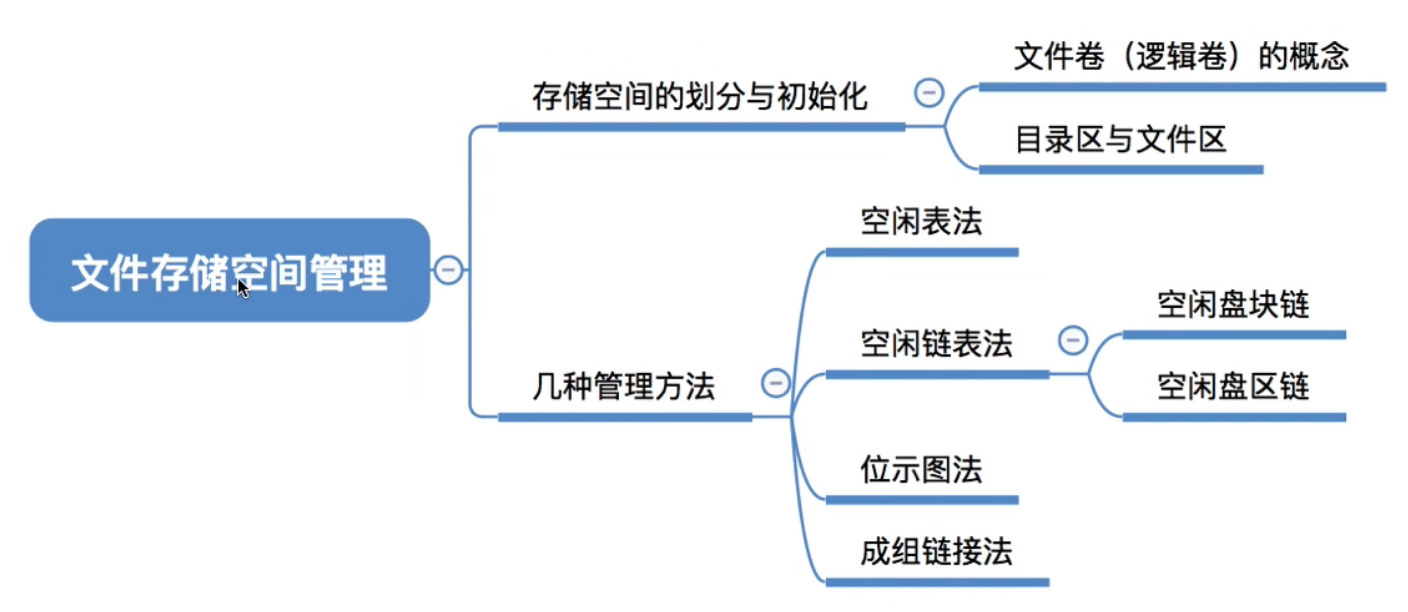 文件存储空间管理
存储空间的划分与初始化
文件卷（逻辑卷）的概念
目录区与文件区
几种管理方法
空闲表法
空闲链表法
空闲盘块链
空闲盘区链
位示图法
成组链接法